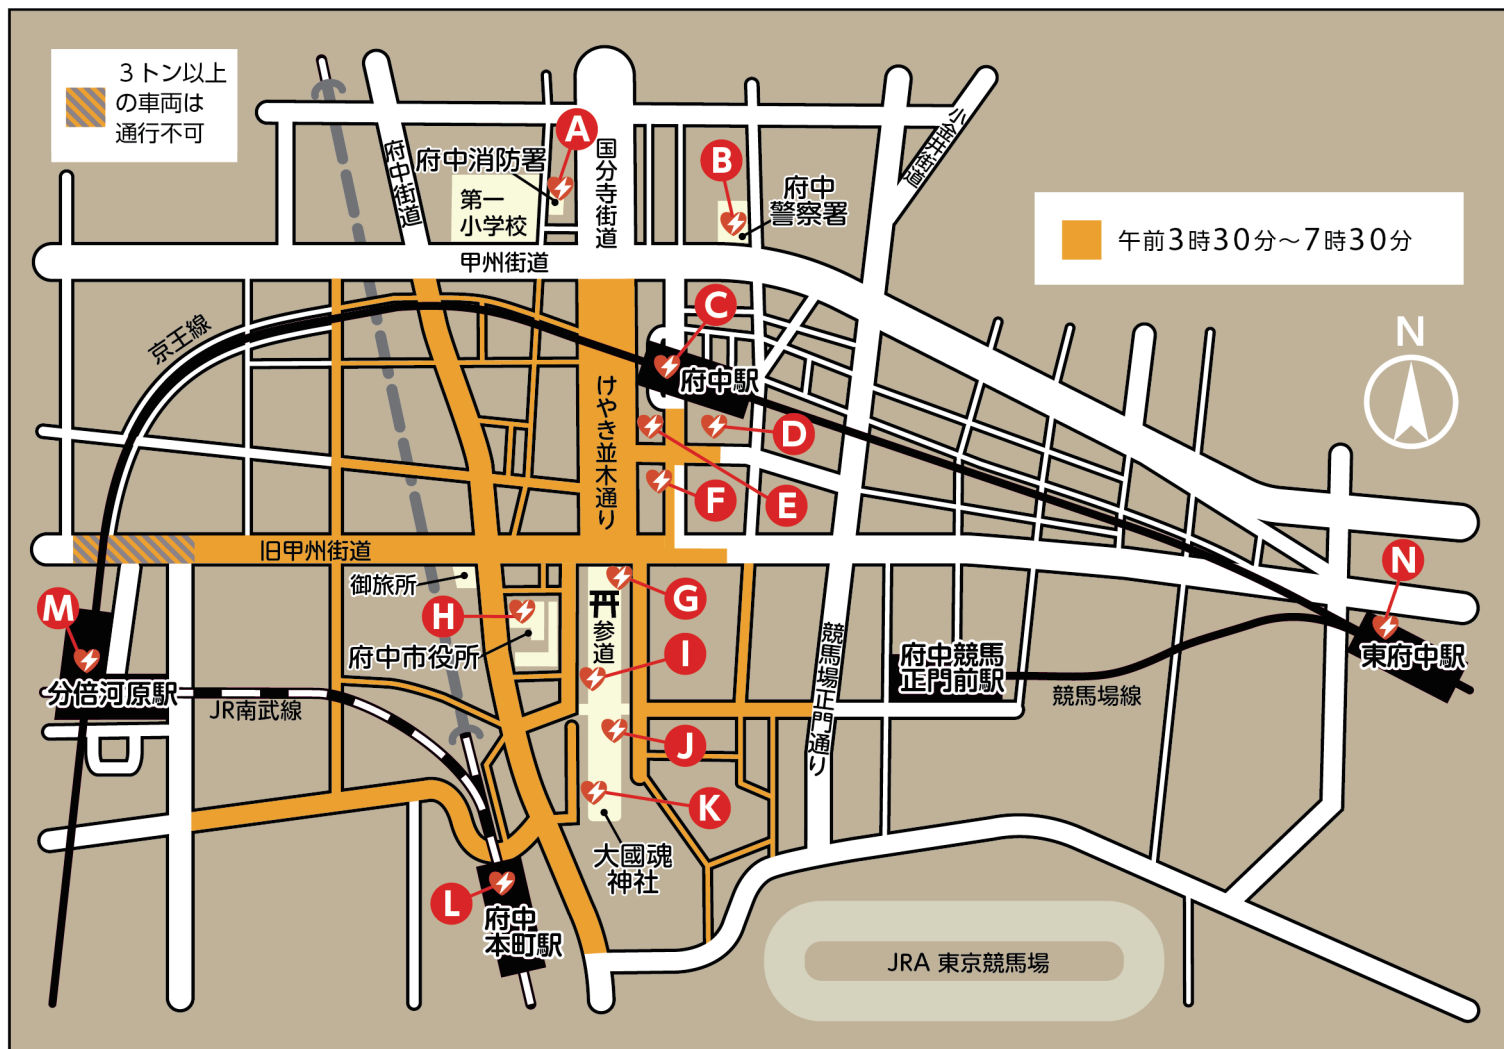 3トン以上
の車両は
通行不可
A
B
府中街道
府中消防署
国分寺街道
小金井街道
第一
小学校
府中
警察署
午前3時30分〜7時30分
甲州街道
N
京王線
C
府中駅
けやき並木通り
D
E
F
旧甲州街道
御旅所
G
H
M
N
参道
I
府中市役所
競馬場正門通り
府中競馬
正門前駅
東府中駅
分倍河原駅
JR南武線
競馬場線
J
K
大國魂
神社
L
府中
本町駅
JRA 東京競馬場